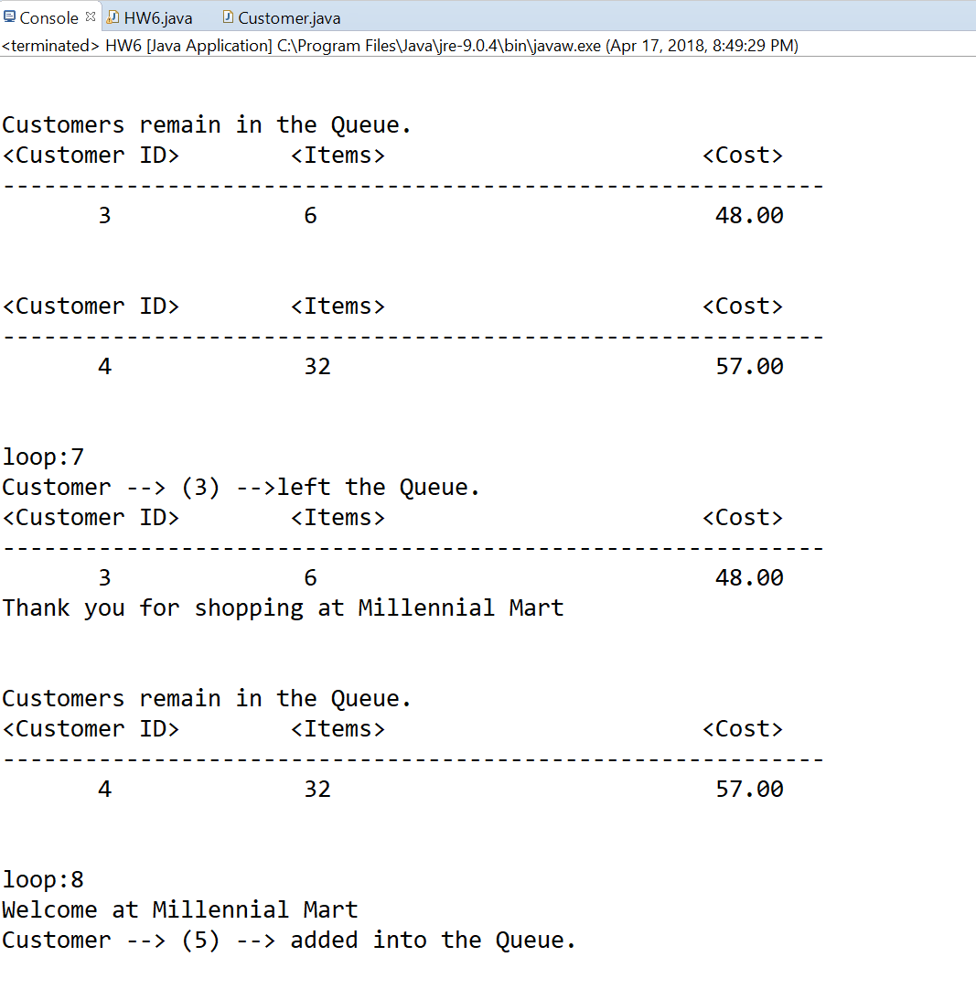 Console HW6.java Customer.java
<terminated> HW6 [Java Application] C:\Program Files\Java\jre-9.0.4\bin\javaw.exe (Apr 17, 2018, 8:49:29 PM)
Customers remain in the Queue.
<Customer ID> <Items> <Cost>
------------------------------------------------------------
3 6 48.00
<Customer ID> <Items> <Cost>
------------------------------------------------------------
4 32 57.00
loop:7
Customer --> (3) -->left the Queue.
<Customer ID> <Items> <Cost>
------------------------------------------------------------
3 6 48.00
Thank you for shopping at Millennial Mart
Customers remain in the Queue.
<Customer ID> <Items> <Cost>
------------------------------------------------------------
4 32 57.00
loop:8
Welcome at Millennial Mart
Customer --> (5) --> added into the Queue.